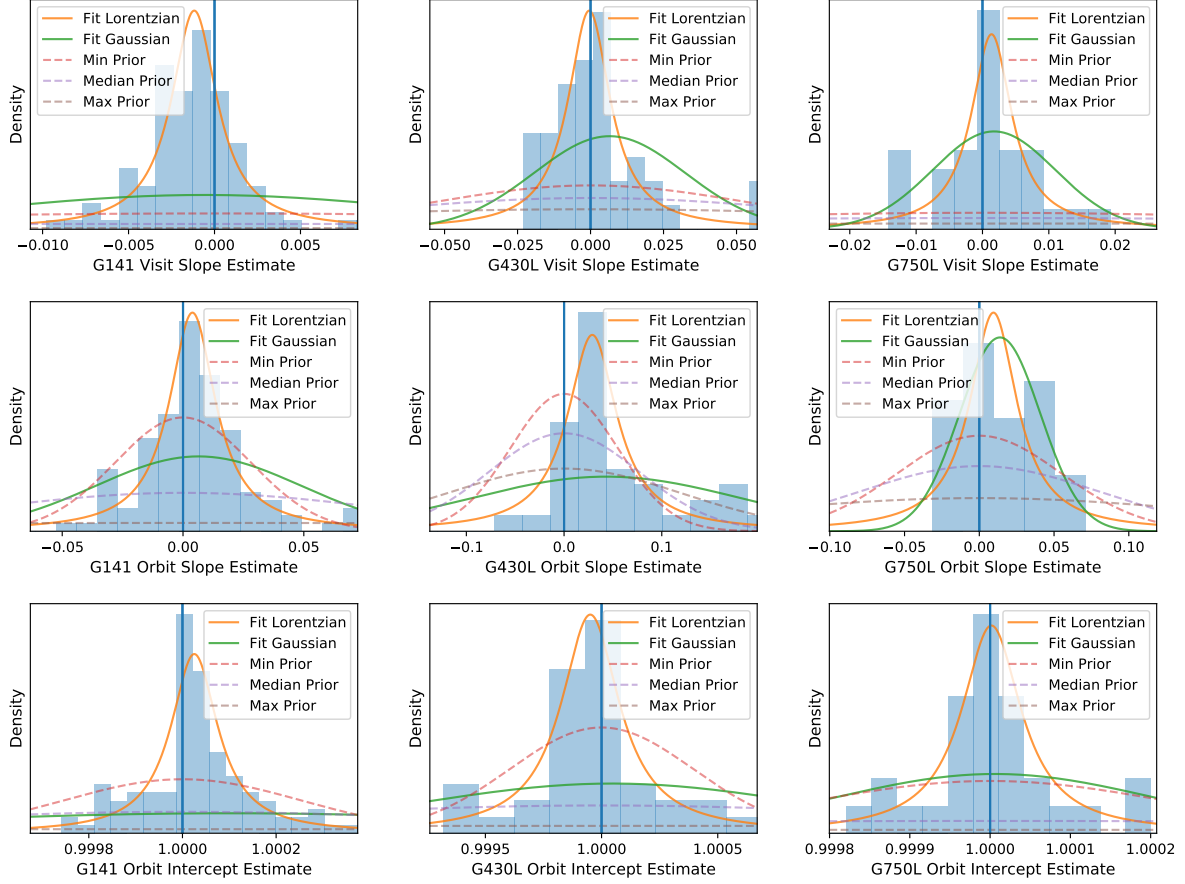 Density
Fit Lorentzian
Fit Gaussian
Min Prior
Median Prior
Max Prior
−0.010 −0.005 0.000 0.005
G141 Visit Slope Estimate
Density
Fit Lorentzian
Fit Gaussian
Min Prior
Median Prior
Max Prior
−0.050 −0.025 0.000 0.025 0.050
G430L Visit Slope Estimate
Density
Fit Lorentzian
Fit Gaussian
Min Prior
Median Prior
Max Prior
−0.02 −0.01 0.00 0.01 0.02
G750L Visit Slope Estimate
Density
Fit Lorentzian
Fit Gaussian
Min Prior
Median Prior
Max Prior
−0.05 0.00 0.05
G141 Orbit Slope Estimate
Density
Fit Lorentzian
Fit Gaussian
Min Prior
Median Prior
Max Prior
−0.1 0.0 0.1
G430L Orbit Slope Estimate
Density
Fit Lorentzian
Fit Gaussian
Min Prior
Median Prior
Max Prior
−0.10 −0.05 0.00 0.05 0.10
G750L Orbit Slope Estimate
Density
Fit Lorentzian
Fit Gaussian
Min Prior
Median Prior
Max Prior
0.9998 1.0000 1.0002
G141 Orbit Intercept Estimate
Density
Fit Lorentzian
Fit Gaussian
Min Prior
Median Prior
Max Prior
0.9995 1.0000 1.0005
G430L Orbit Intercept Estimate
Density
Fit Lorentzian
Fit Gaussian
Min Prior
Median Prior
Max Prior
0.9998 0.9999 1.0000 1.0001 1.0002
G750L Orbit Intercept Estimate